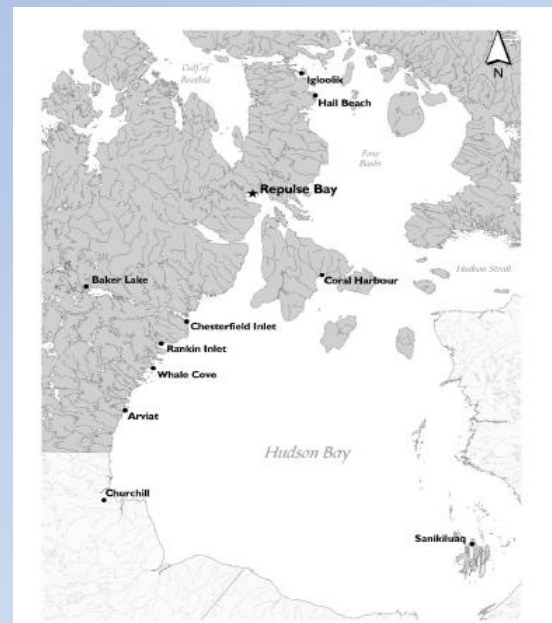 N
Igloolik
Gulf of
Boothia
Hall Beach
Foxe
Basin
Repulse Bay
Hudson Strait
Baker Lake
Coral Harbour
Chesterfield Inlet
Rankin Inlet
Whale Cove
Arviat
Hudson Bay
Churchill
Sanikiluaq